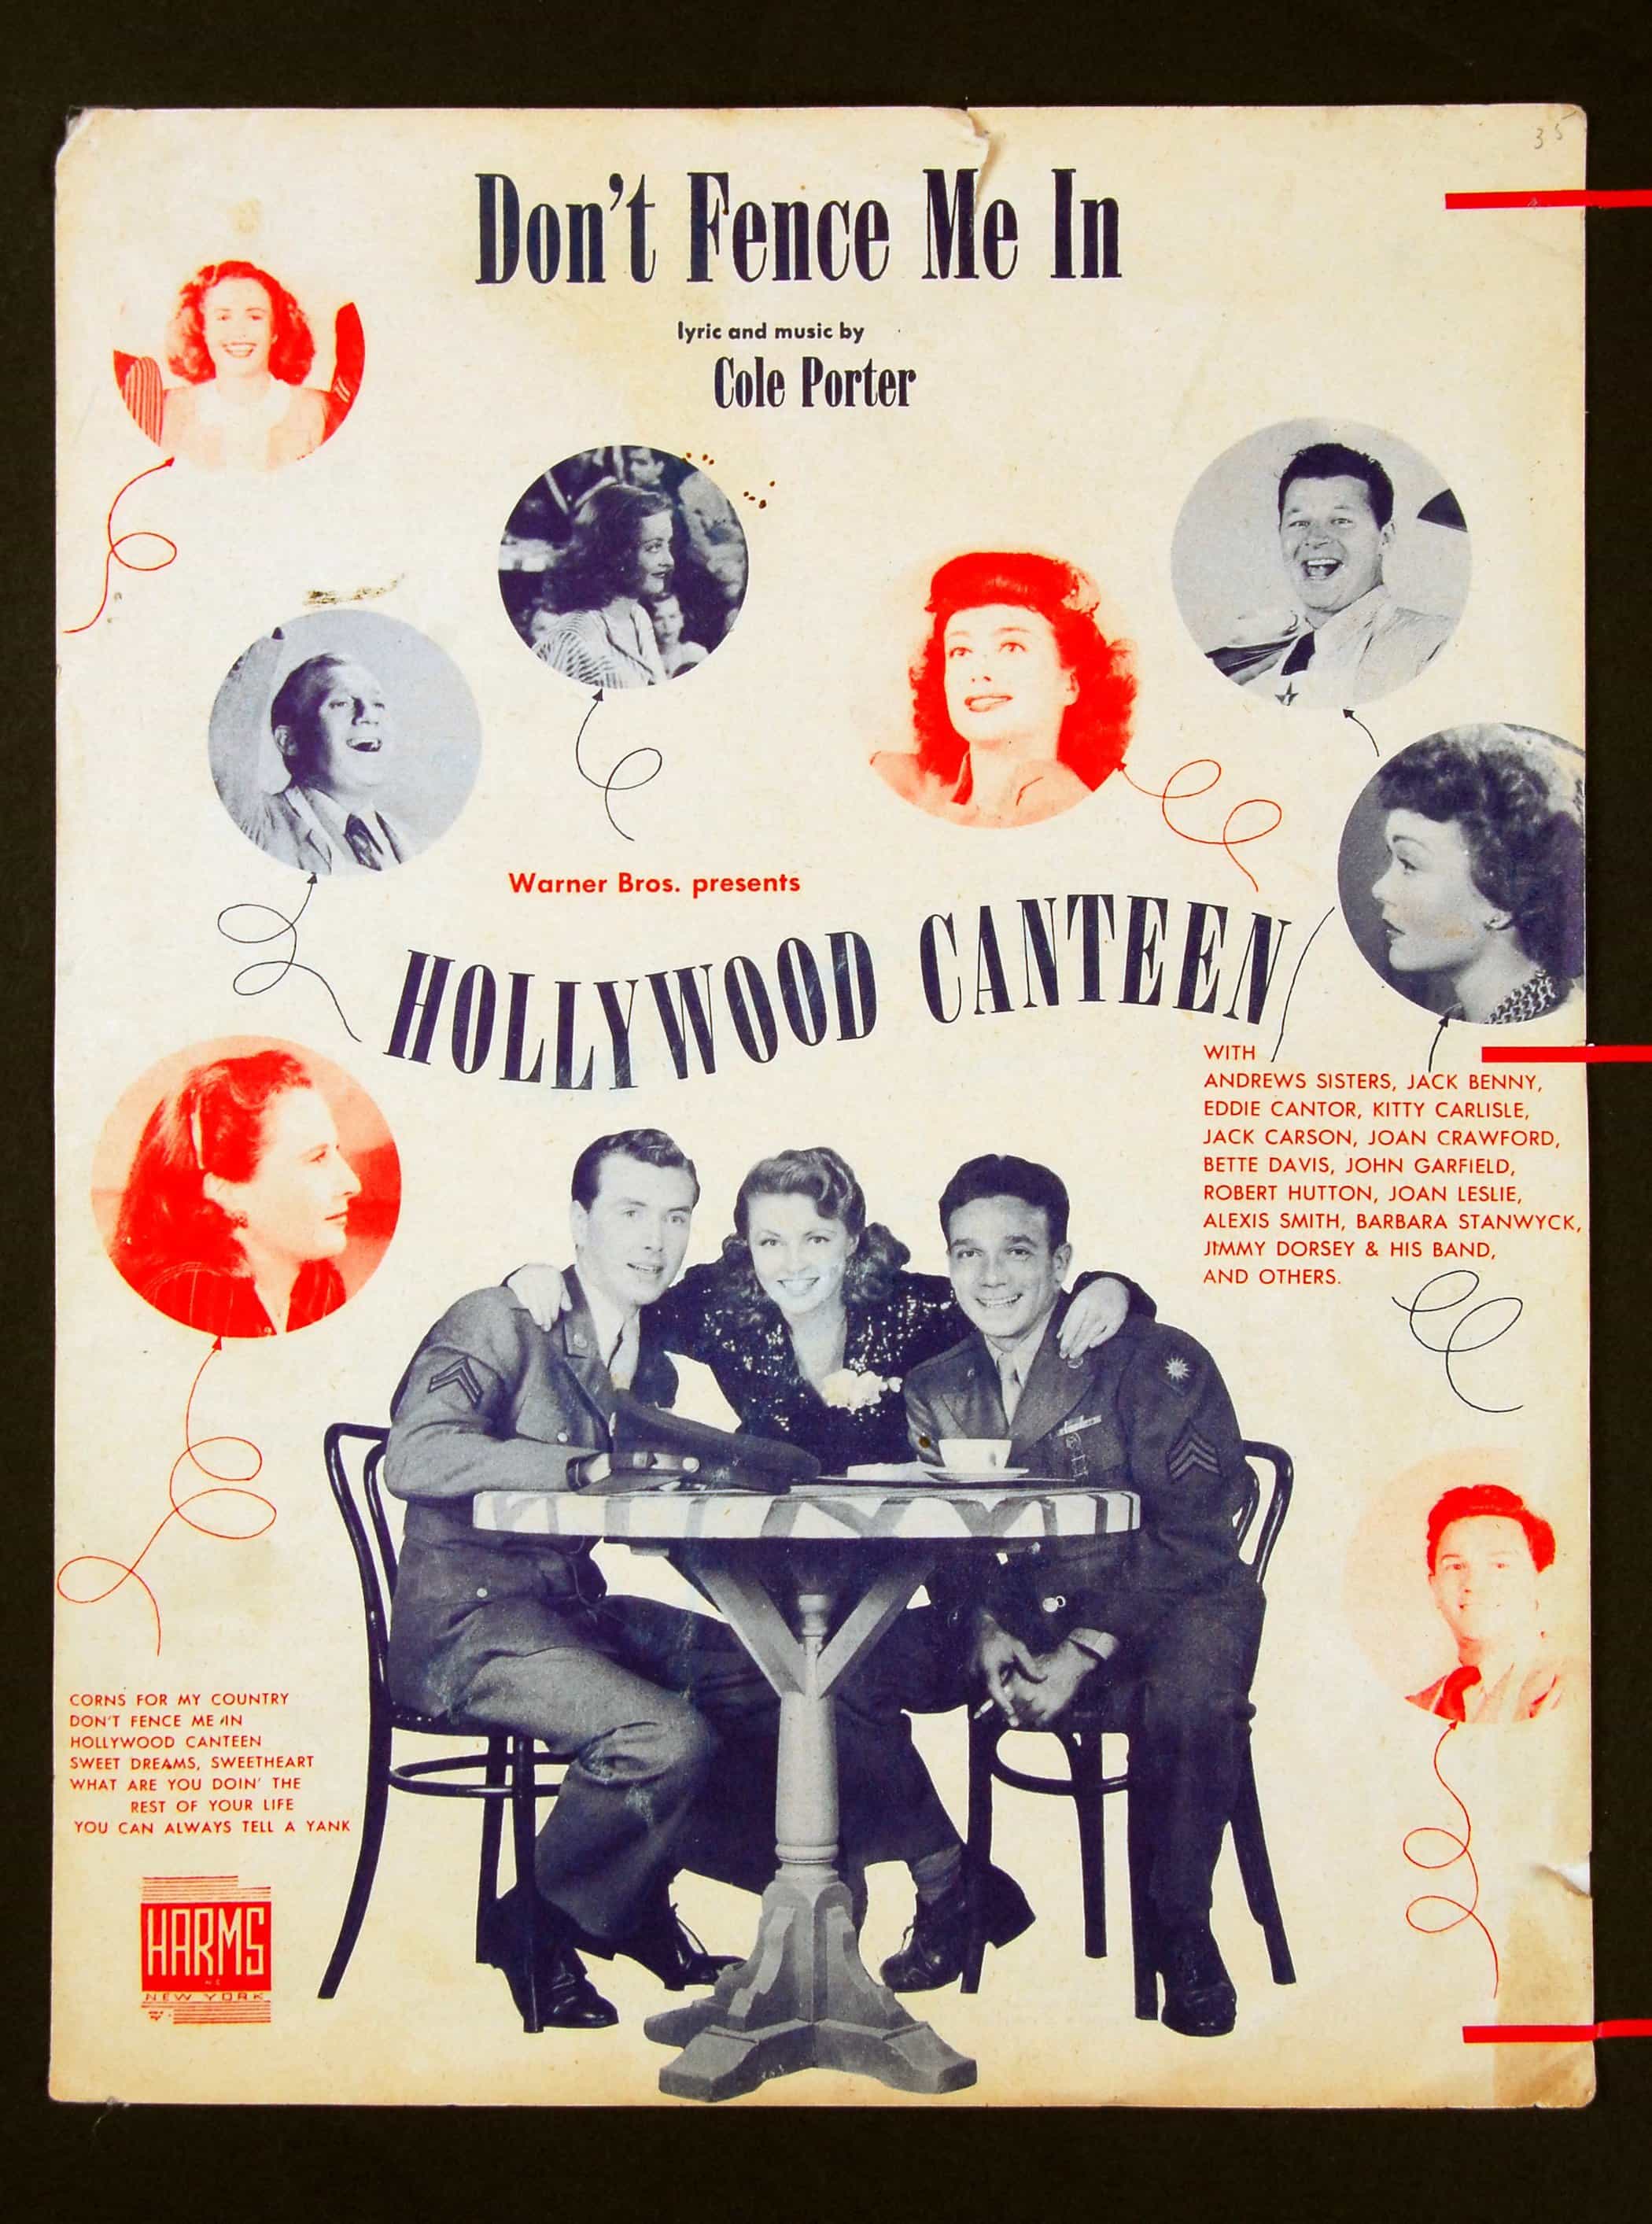 35
Don't Fence Me In
lyric and music by
Cole Porter
Warner Bros. presents
HOLLYWOOD CANTEEN
WITH
ANDREWS SISTERS, JACK BENNY,
EDDIE CANTOR, KITTY CARLISLE,
JACK CARSON, JOAN CRAWFORD,
BETTE DAVIS, JOHN GARFIELD,
ROBERT HUTTON, JOAN LESLIE,
ALEXIS SMITH, BARBARA STANWYCK,
JIMMY DORSEY & HIS BAND,
AND OTHERS.
CORNS FOR MY COUNTRY
DON'T FENCE ME IN
HOLLYWOOD CANTEEN
SWEET DREAMS, SWEETHEART
WHAT ARE YOU DOIN' THE
REST OF YOUR LIFE
YOU CAN ALWAYS TELL A YANK
HARMS
NEW YORK